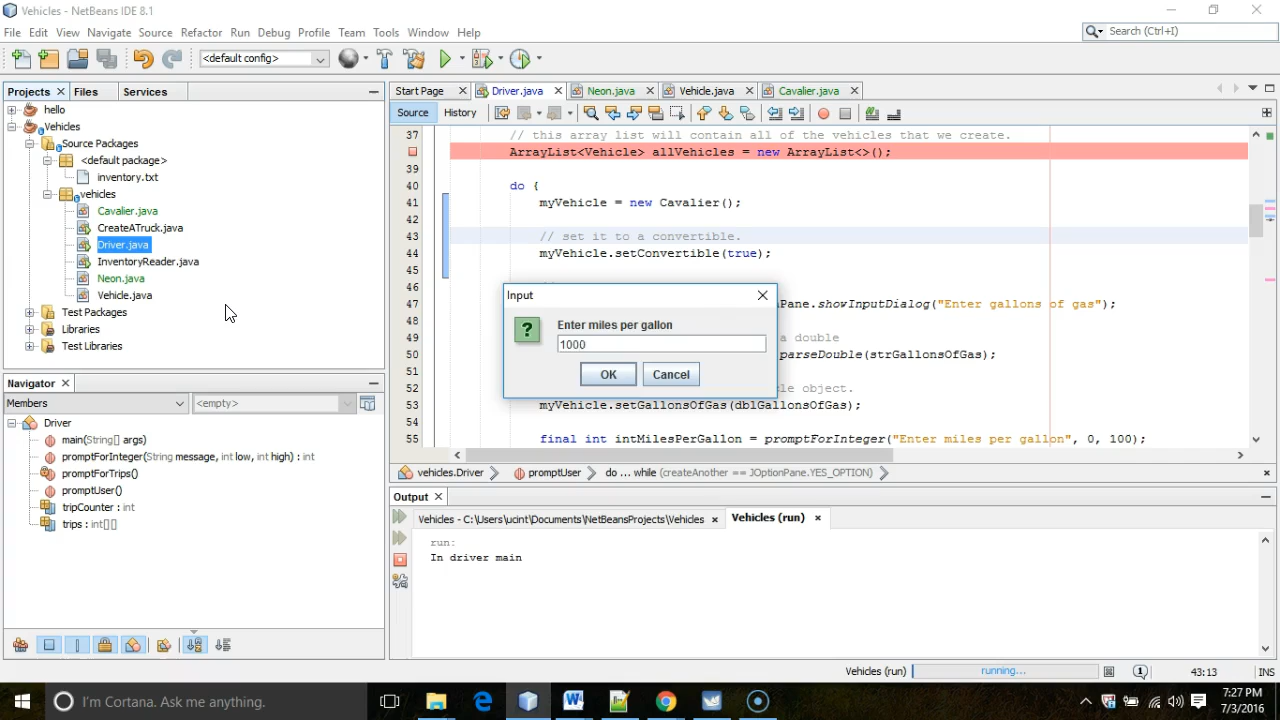 Vehicles - NetBeans IDE 8.1
File Edit View Navigate Source Refactor Run Debug Profile Team Tools Window Help
Search (Ctrl+I)
<default config>
Projects Files Services
hello
Vehicles
Source Packages
<default package>
inventory.txt
vehicles
Cavalier.java
CreateATruck.java
Driver.java
InventoryReader.java
Neon.java
Vehicle.java
Test Packages
Libraries
Test Libraries
Navigator
Members
<empty>
Driver
main(String[] args)
promptForInteger(String message, int low, int high) : int
promptForTrips()
promptUser()
tripCounter : int
trips : int[][]
Start Page Driver.java Neon.java Vehicle.java Cavalier.java
Source History
37 // this array list will contain all of the vehicles that we create.
ArrayList<Vehicle> allVehicles = new ArrayList<>();
39
40 do {
41 myVehicle = new Cavalier();
42
43 // set it to a convertible.
44 myVehicle.setConvertible(true);
45
46
47 Pane.showInputDialog("Enter gallons of gas");
48
49 a double
50 parseDouble(strGallonsOfGas);
51
52 le object.
53 myVehicle.setGallonsOfGas(dblGallonsOfGas);
54
55 final int intMilesPerGallon = promptForInteger("Enter miles per gallon", 0, 100);
Input
Enter miles per gallon
1000
OK Cancel
vehicles.Driver promptUser do ... while (createAnother == JOptionPane.YES_OPTION)
Output
Vehicles - C:\Users\ucint\Documents\NetBeansProjects\Vehicles Vehicles (run)
run:
In driver main
Vehicles (run) running... 43:13 INS
I'm Cortana. Ask me anything.
7:27 PM
7/3/2016